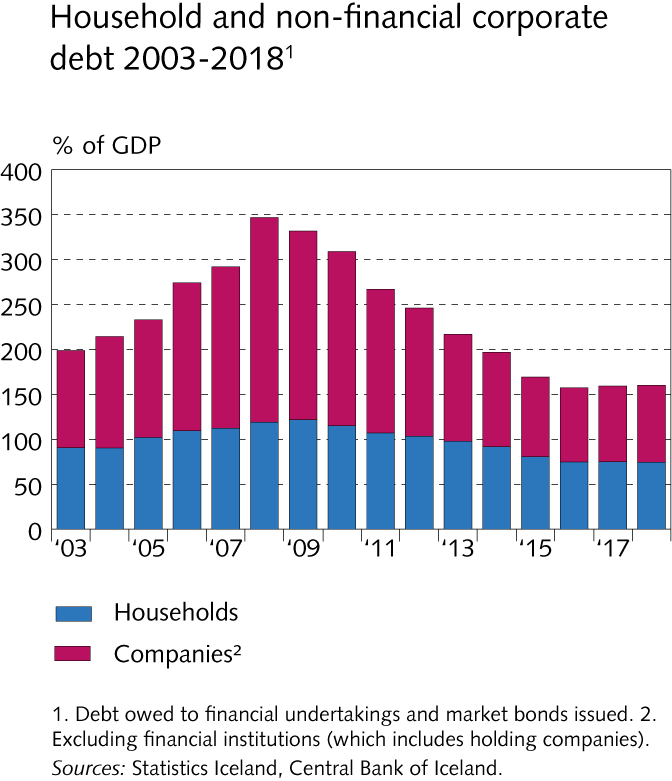 Household and non-financial corporate
debt 2003-2018¹
% of GDP
400
350
300
250
200
150
100
50
0
‘03 ‘05 ‘07 ‘09 ‘11 ‘13 ‘15 ‘17
Households
Companies²
1. Debt owed to financial undertakings and market bonds issued. 2.
Excluding financial institutions (which includes holding companies).
Sources: Statistics Iceland, Central Bank of Iceland.